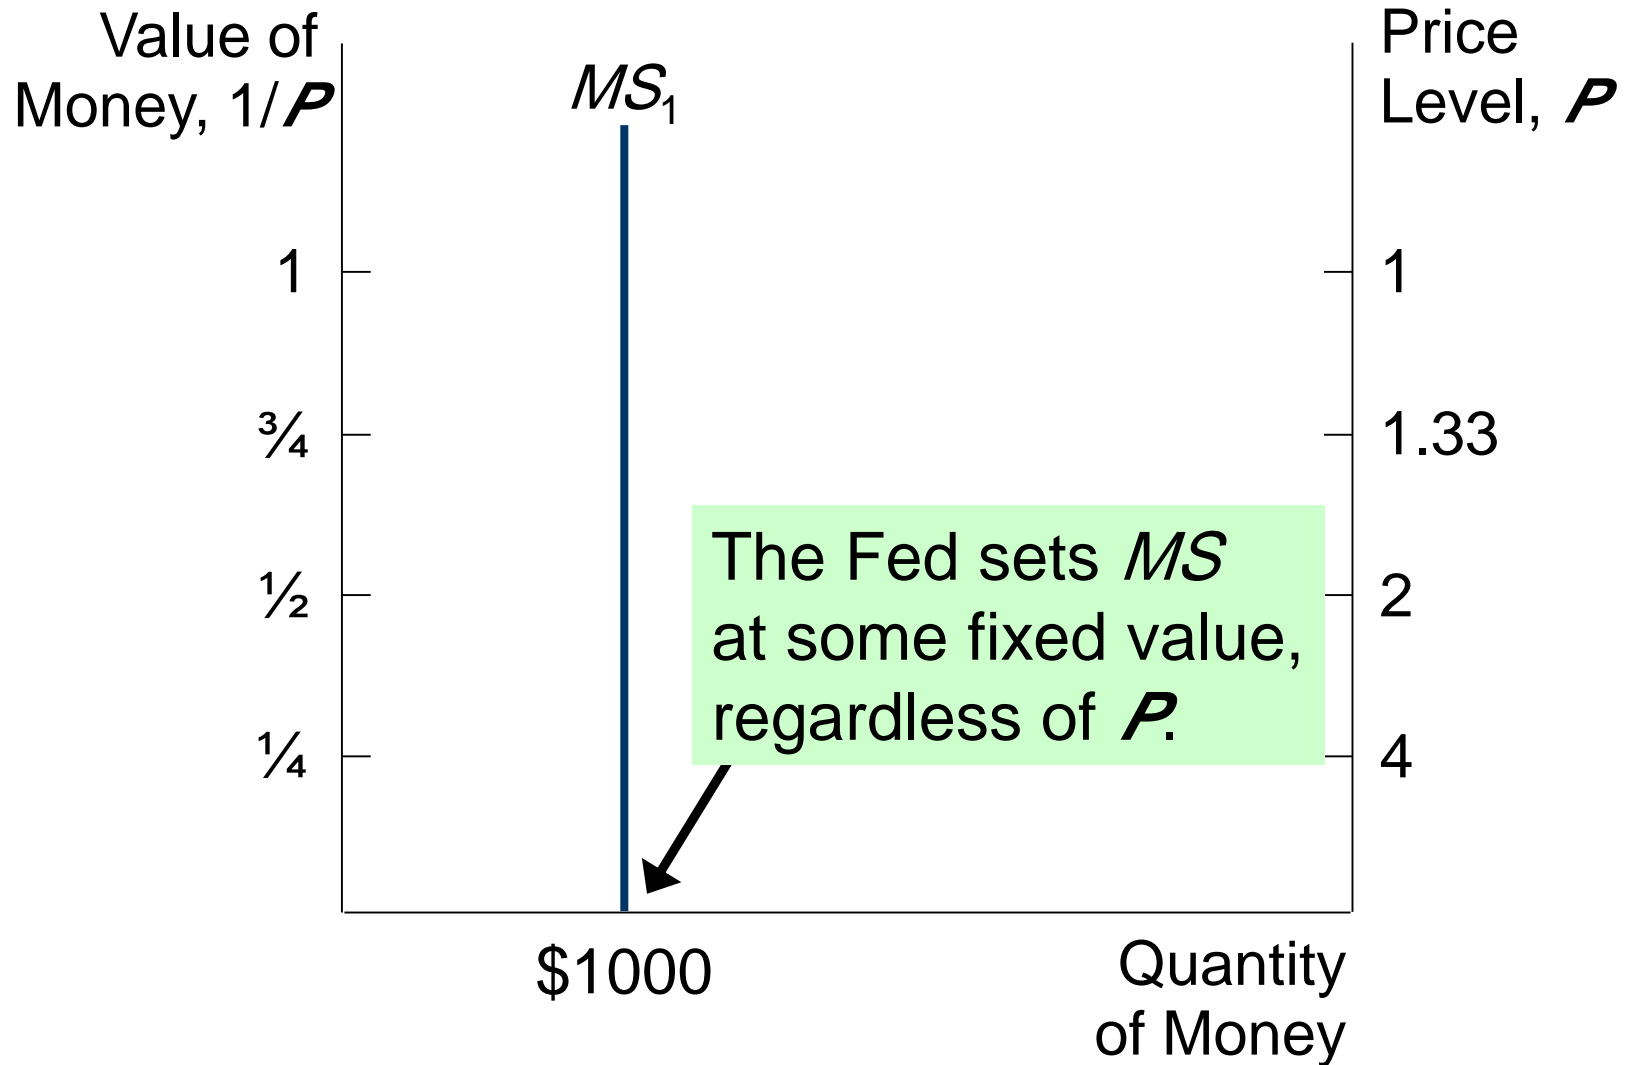 Value of
Money, 1/P
Price
Level, P
MS₁
1
1
¾
1.33
The Fed sets MS
at some fixed value,
regardless of P.
½
2
¼
4
$1000
Quantity
of Money